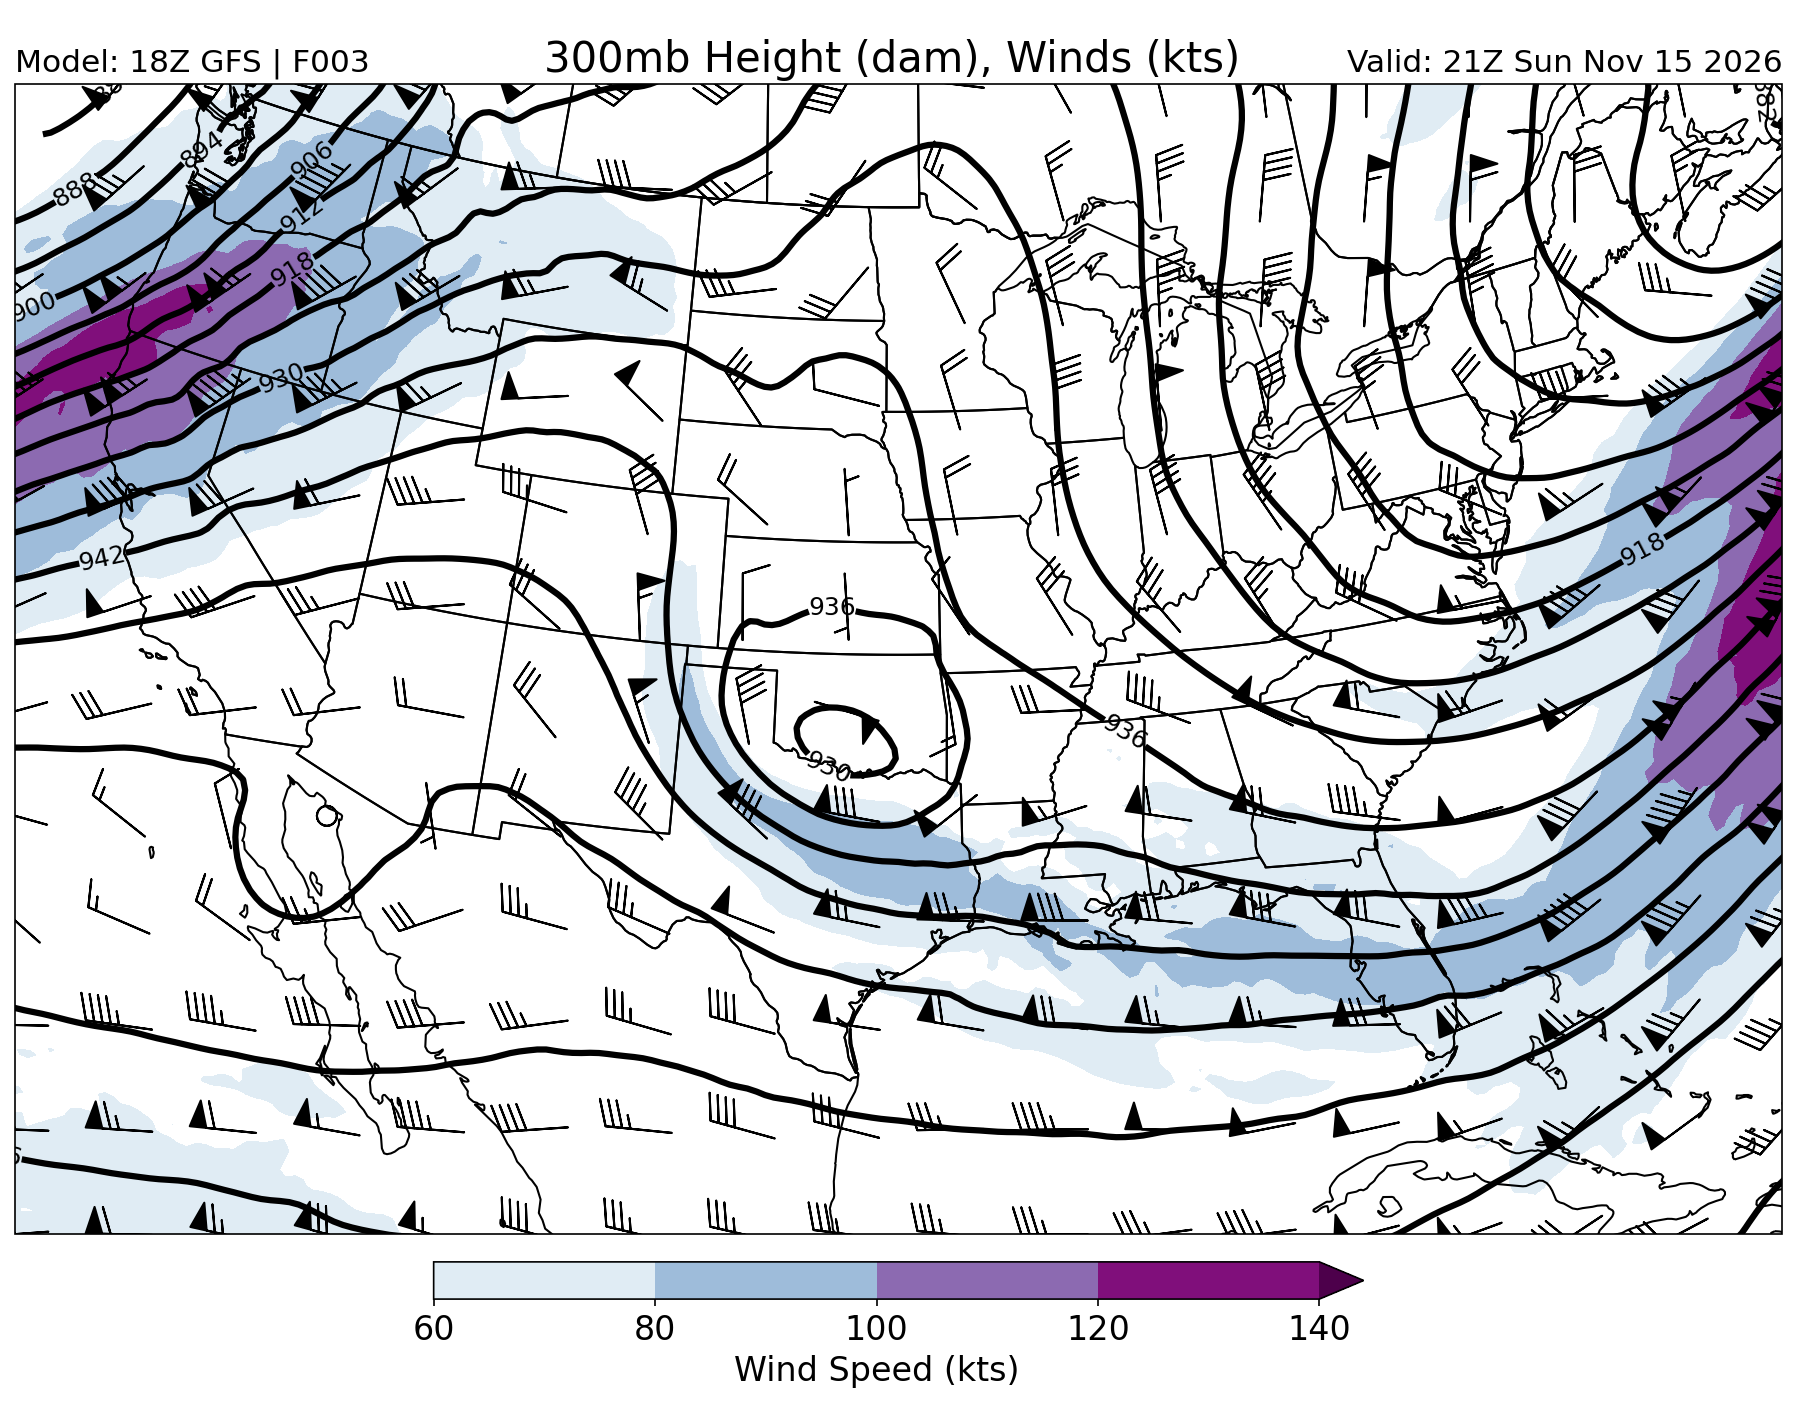 Model: 18Z GFS | F003
300mb Height (dam), Winds (kts)
Valid: 21Z Sun Nov 15 2026
882
894
906
888
912
918
900
930
942
918
936
936
930
60 80 100 120 140
Wind Speed (kts)